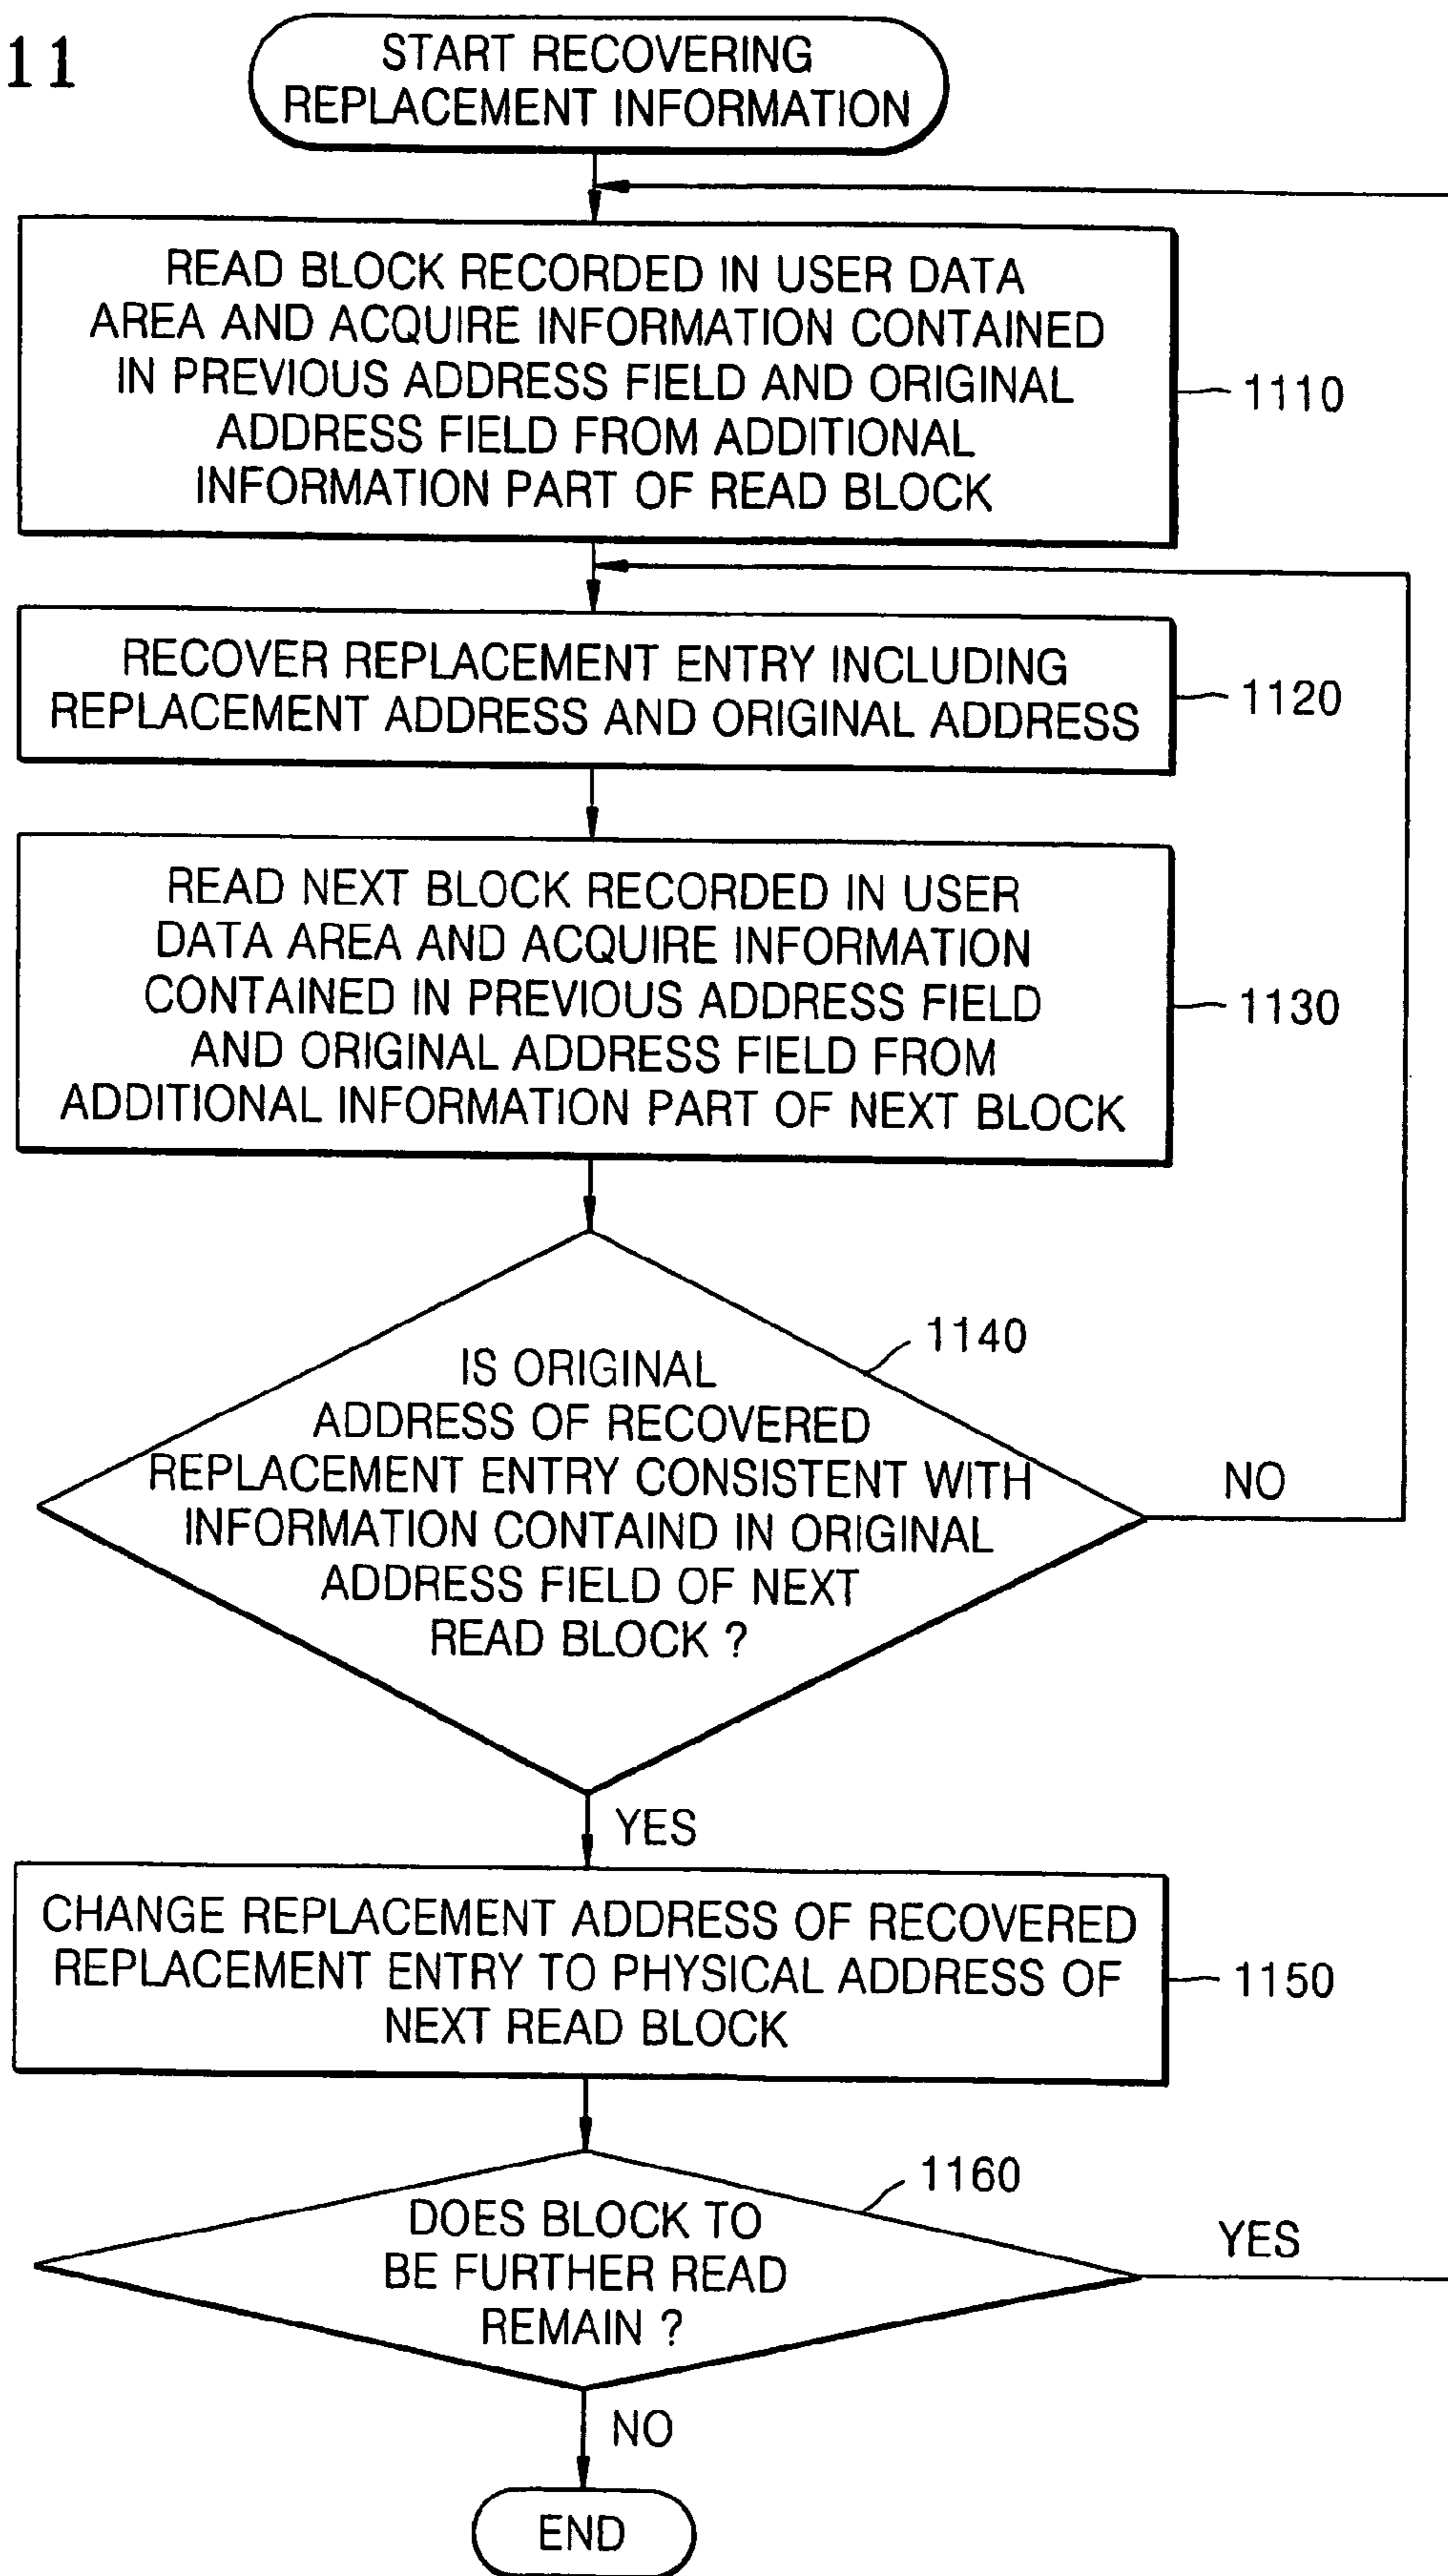 11
START RECOVERING
REPLACEMENT INFORMATION
READ BLOCK RECORDED IN USER DATA
AREA AND ACQUIRE INFORMATION CONTAINED
IN PREVIOUS ADDRESS FIELD AND ORIGINAL
ADDRESS FIELD FROM ADDITIONAL
INFORMATION PART OF READ BLOCK
1110
RECOVER REPLACEMENT ENTRY INCLUDING
REPLACEMENT ADDRESS AND ORIGINAL ADDRESS
1120
READ NEXT BLOCK RECORDED IN USER
DATA AREA AND ACQUIRE INFORMATION
CONTAINED IN PREVIOUS ADDRESS FIELD
AND ORIGINAL ADDRESS FIELD FROM
ADDITIONAL INFORMATION PART OF NEXT BLOCK
1130
1140
IS ORIGINAL
ADDRESS OF RECOVERED
REPLACEMENT ENTRY CONSISTENT WITH
INFORMATION CONTAIND IN ORIGINAL
ADDRESS FIELD OF NEXT
READ BLOCK ?
NO
YES
CHANGE REPLACEMENT ADDRESS OF RECOVERED
REPLACEMENT ENTRY TO PHYSICAL ADDRESS OF
NEXT READ BLOCK
1150
1160
DOES BLOCK TO
BE FURTHER READ
REMAIN ?
YES
NO
END